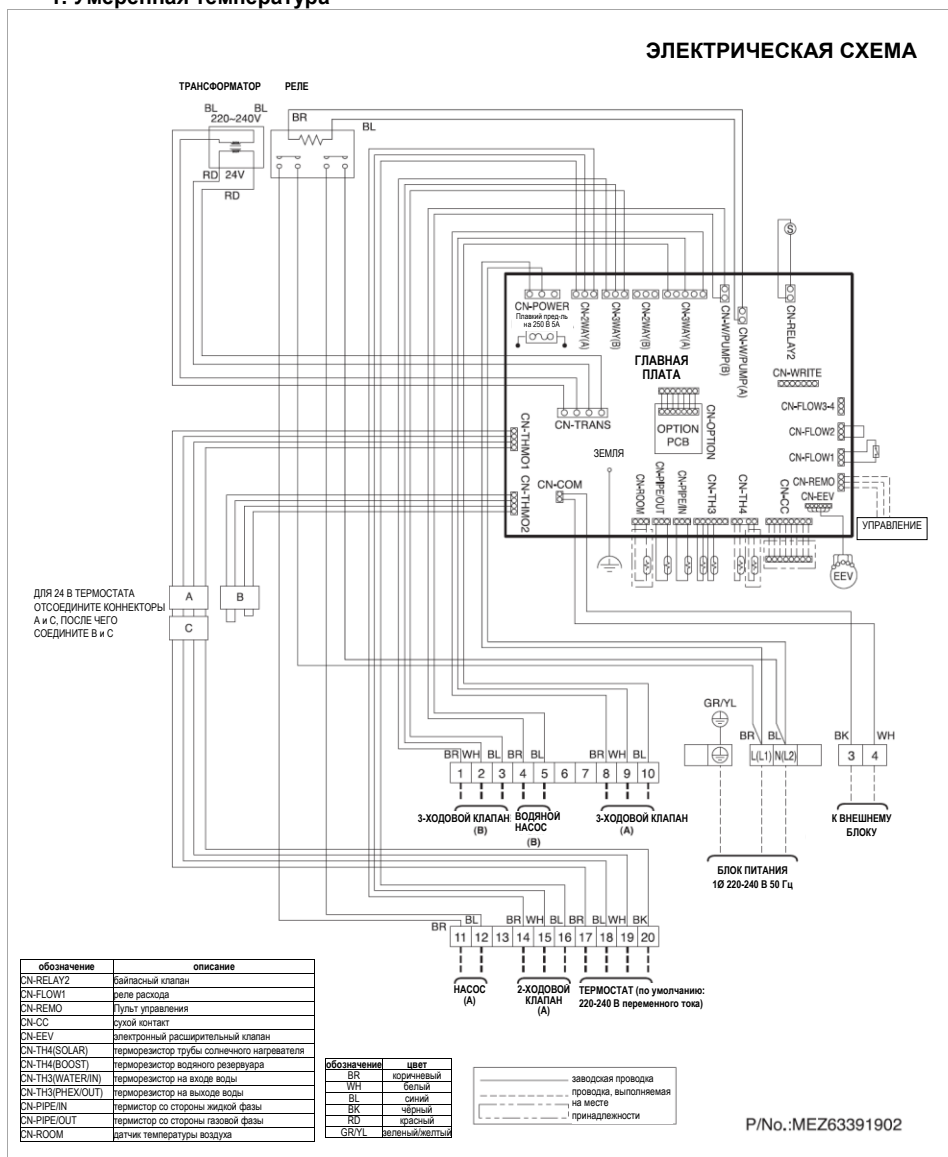 1. Умеренная температура
ЭЛЕКТРИЧЕСКАЯ СХЕМА
ТРАНСФОРМАТОР
РЕЛЕ
BL
BL
220~240V
BR
BL
RD
24V
RD
S
CN-POWER
Плавкий пред-ль
на 250 В 5А
CN-2WAY(A)
CN-3WAY(B)
CN-2WAY(B)
CN-3WAY(A)
CN-W/PUMP(B)
CN-W/PUMP(A)
CN-RELAY2
ГЛАВНАЯ
ПЛАТА
CN-WRITE
CN-FLOW3-4
CN-FLOW2
CN-FLOW1
CN-REMO
CN-EEV
CN-TRANS
OPTION
PCB
CN-OPTION
CN-THMO1
CN-THMO2
CN-COM
ЗЕМЛЯ
CN-ROOM
CN-PIPE/OUT
CN-PIPE/IN
CN-TH3
CN-TH4
CN-CC
УПРАВЛЕНИЕ
EEV
ДЛЯ 24 В ТЕРМОСТАТА
ОТСОЕДИНИТЕ КОННЕКТОРЫ
А и С, ПОСЛЕ ЧЕГО
СОЕДИНИТЕ В и С
A
B
C
GR/YL
BR
BL
BK
WH
L(L1)
N(L2)
3
4
BR WH BL BR BL
BR WH BL
1 2 3 4 5 6 7 8 9 10
3-ХОДОВОЙ КЛАПАН
(B)
ВОДЯНОЙ
НАСОС
(B)
3-ХОДОВОЙ КЛАПАН
(A)
К ВНЕШНЕМУ
БЛОКУ
БЛОК ПИТАНИЯ
1Ø 220-240 В 50 Гц
BR
BL
BR WH BL BR BL WH BK
11 12 13 14 15 16 17 18 19 20
НАСОС
(A)
2-ХОДОВОЙ
КЛАПАН
(A)
ТЕРМОСТАТ (по умолчанию:
220-240 В переменного тока)
обозначение описание
CN-RELAY2 байпасный клапан
CN-FLOW1 реле расхода
CN-REMO Пульт управления
CN-CC сухой контакт
CN-EEV электронный расширительный клапан
CN-TH4(SOLAR) терморезистор трубы солнечного нагревателя
CN-TH4(BOOST) терморезистор водяного резервуара
CN-TH3(WATER/IN) терморезистор на входе воды
CN-TH3(PHEX/OUT) терморезистор на выходе воды
CN-PIPE/IN термистор со стороны жидкой фазы
CN-PIPE/OUT термистор со стороны газовой фазы
CN-ROOM датчик температуры воздуха
обозначение цвет
BR коричневый
WH белый
BL синий
BK чёрный
RD красный
GR/YL зеленый/желтый
заводская проводка
проводка, выполняемая
на месте
принадлежности
P/No.:MEZ63391902